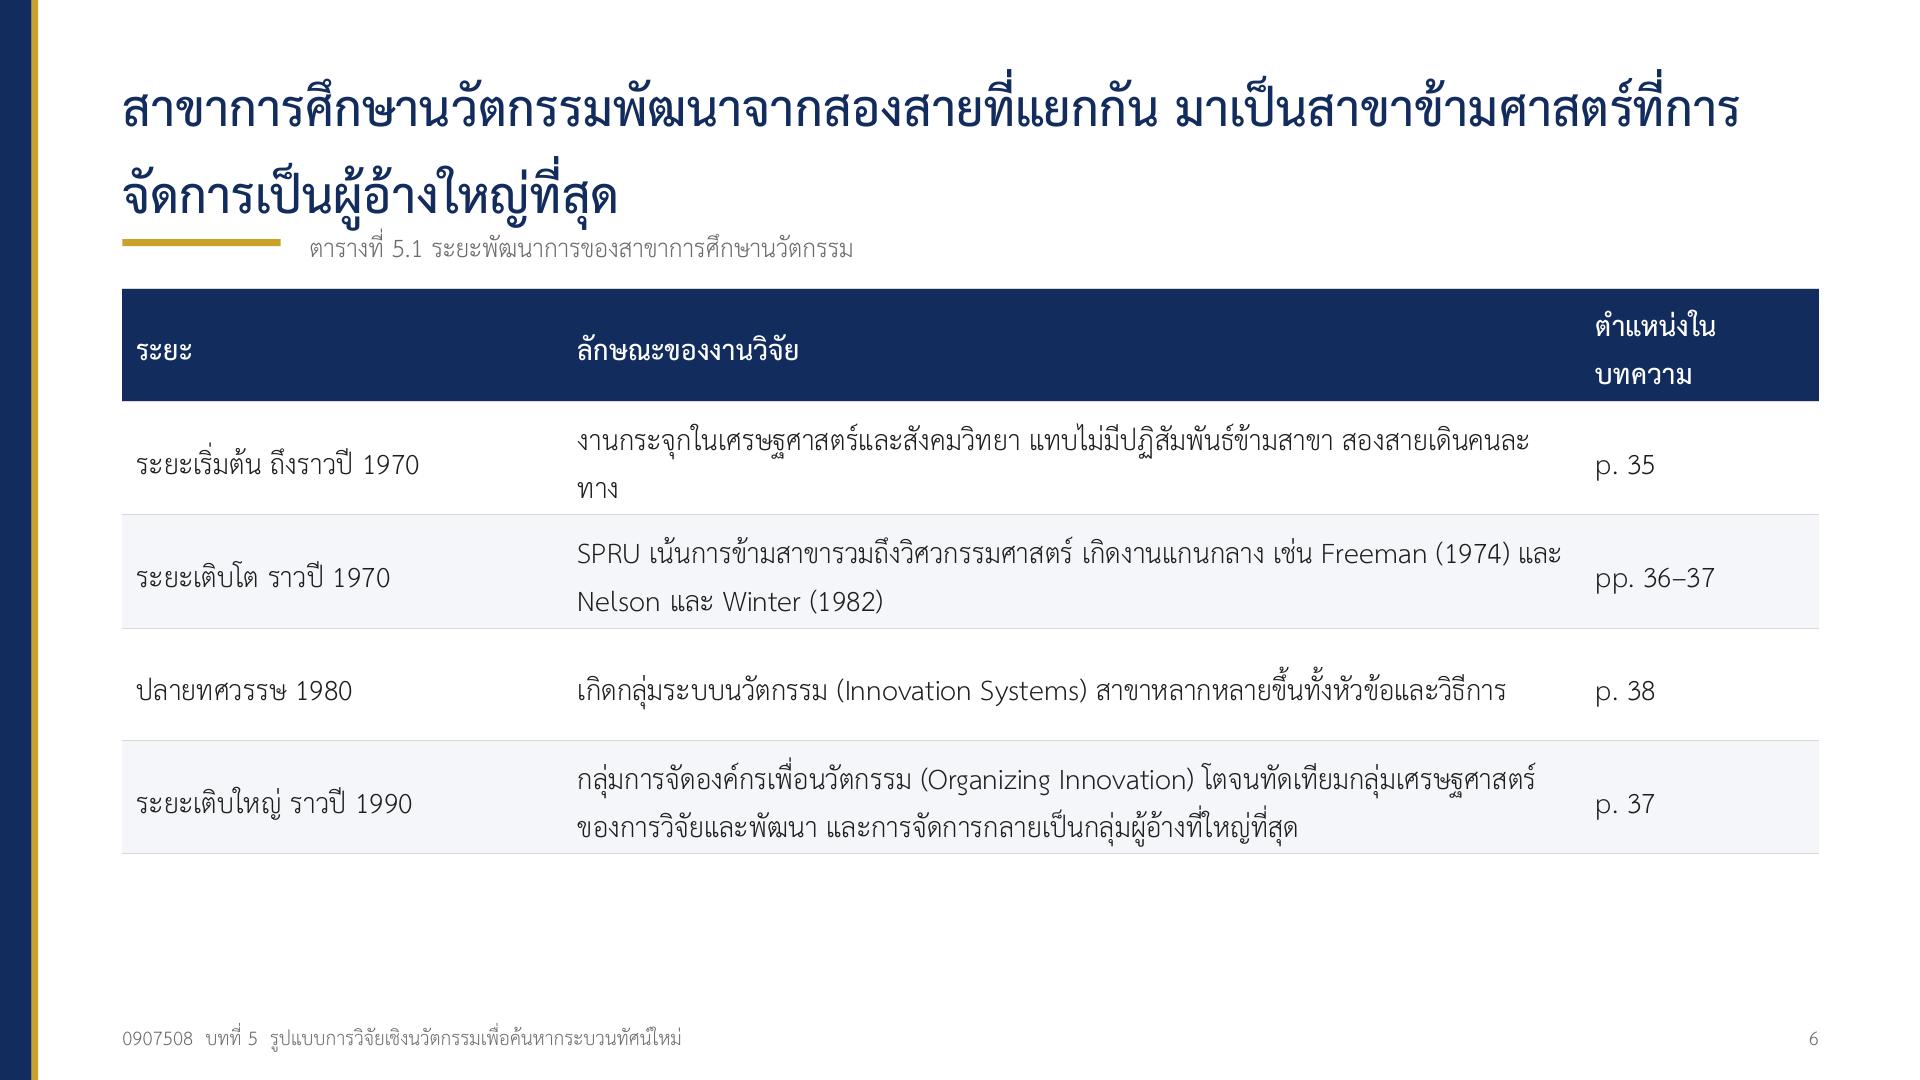 สาขาการศึกษานวัตกรรมพัฒนาจากสองสายที่แยกกัน มาเป็นสาขาข้ามศาสตร์ที่การ
จัดการเป็นผู้อ้างใหญ่ที่สุด
ตารางที่ 5.1 ระยะพัฒนาการของสาขาการศึกษานวัตกรรม
ระยะ
ลักษณะของงานวิจัย
ตำแหน่งใน
บทความ
ระยะเริ่มต้น ถึงราวปี 1970
งานกระจุกในเศรษฐศาสตร์และสังคมวิทยา แทบไม่มีปฏิสัมพันธ์ข้ามสาขา สองสายเดินคนละ
ทาง
p. 35
ระยะเติบโต ราวปี 1970
SPRU เน้นการข้ามสาขารวมถึงวิศวกรรมศาสตร์ เกิดงานแกนกลาง เช่น Freeman (1974) และ
Nelson และ Winter (1982)
pp. 36–37
ปลายทศวรรษ 1980
เกิดกลุ่มระบบนวัตกรรม (Innovation Systems) สาขาหลากหลายขึ้นทั้งหัวข้อและวิธีการ
p. 38
ระยะเติบใหญ่ ราวปี 1990
กลุ่มการจัดองค์กรเพื่อนวัตกรรม (Organizing Innovation) โตจนทัดเทียมกลุ่มเศรษฐศาสตร์
ของการวิจัยและพัฒนา และการจัดการกลายเป็นกลุ่มผู้อ้างที่ใหญ่ที่สุด
p. 37
0907508 บทที่ 5 รูปแบบการวิจัยเชิงนวัตกรรมเพื่อค้นหากระบวนทัศน์ใหม่
6